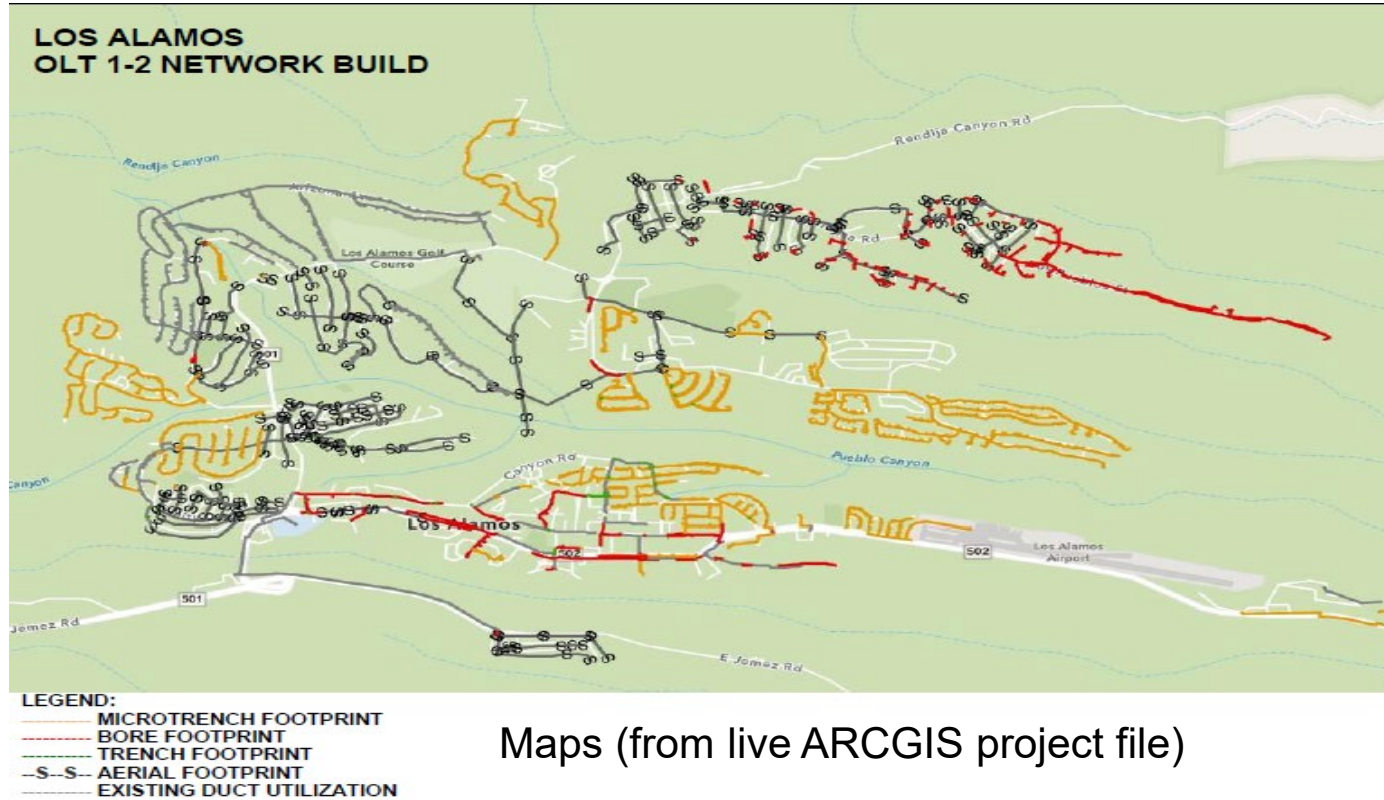 LOS ALAMOS
OLT 1-2 NETWORK BUILD
Rendija Canyon Rd
Rendija Canyon
Los Alamos Golf
Course
501
Canyon
Canyon Rd
Pueblo Canyon
Los Alamos
502
502
Los Alamos
Airport
501
Jemez Rd
E Jemez Rd
LEGEND:
MICROTRENCH FOOTPRINT
BORE FOOTPRINT
TRENCH FOOTPRINT
--S--S-- AERIAL FOOTPRINT
EXISTING DUCT UTILIZATION
Maps (from live ARCGIS project file)